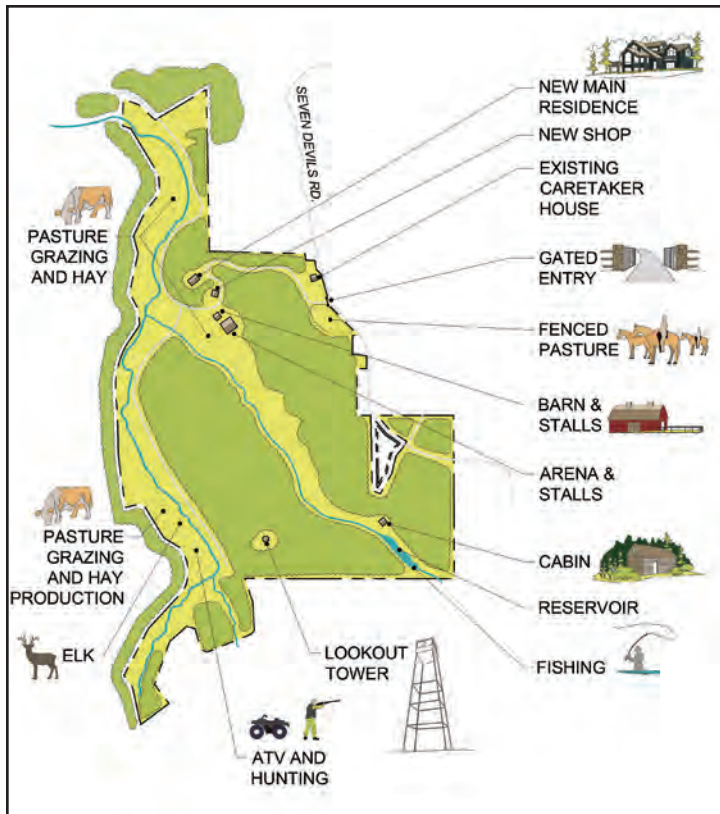 SEVEN DEVILS RD.
NEW MAIN
RESIDENCE
NEW SHOP
EXISTING
CARETAKER
HOUSE
GATED
ENTRY
FENCED
PASTURE
BARN &
STALLS
ARENA &
STALLS
CABIN
RESERVOIR
FISHING
PASTURE
GRAZING
AND HAY
PASTURE
GRAZING
AND HAY
PRODUCTION
ELK
LOOKOUT
TOWER
ATV AND
HUNTING